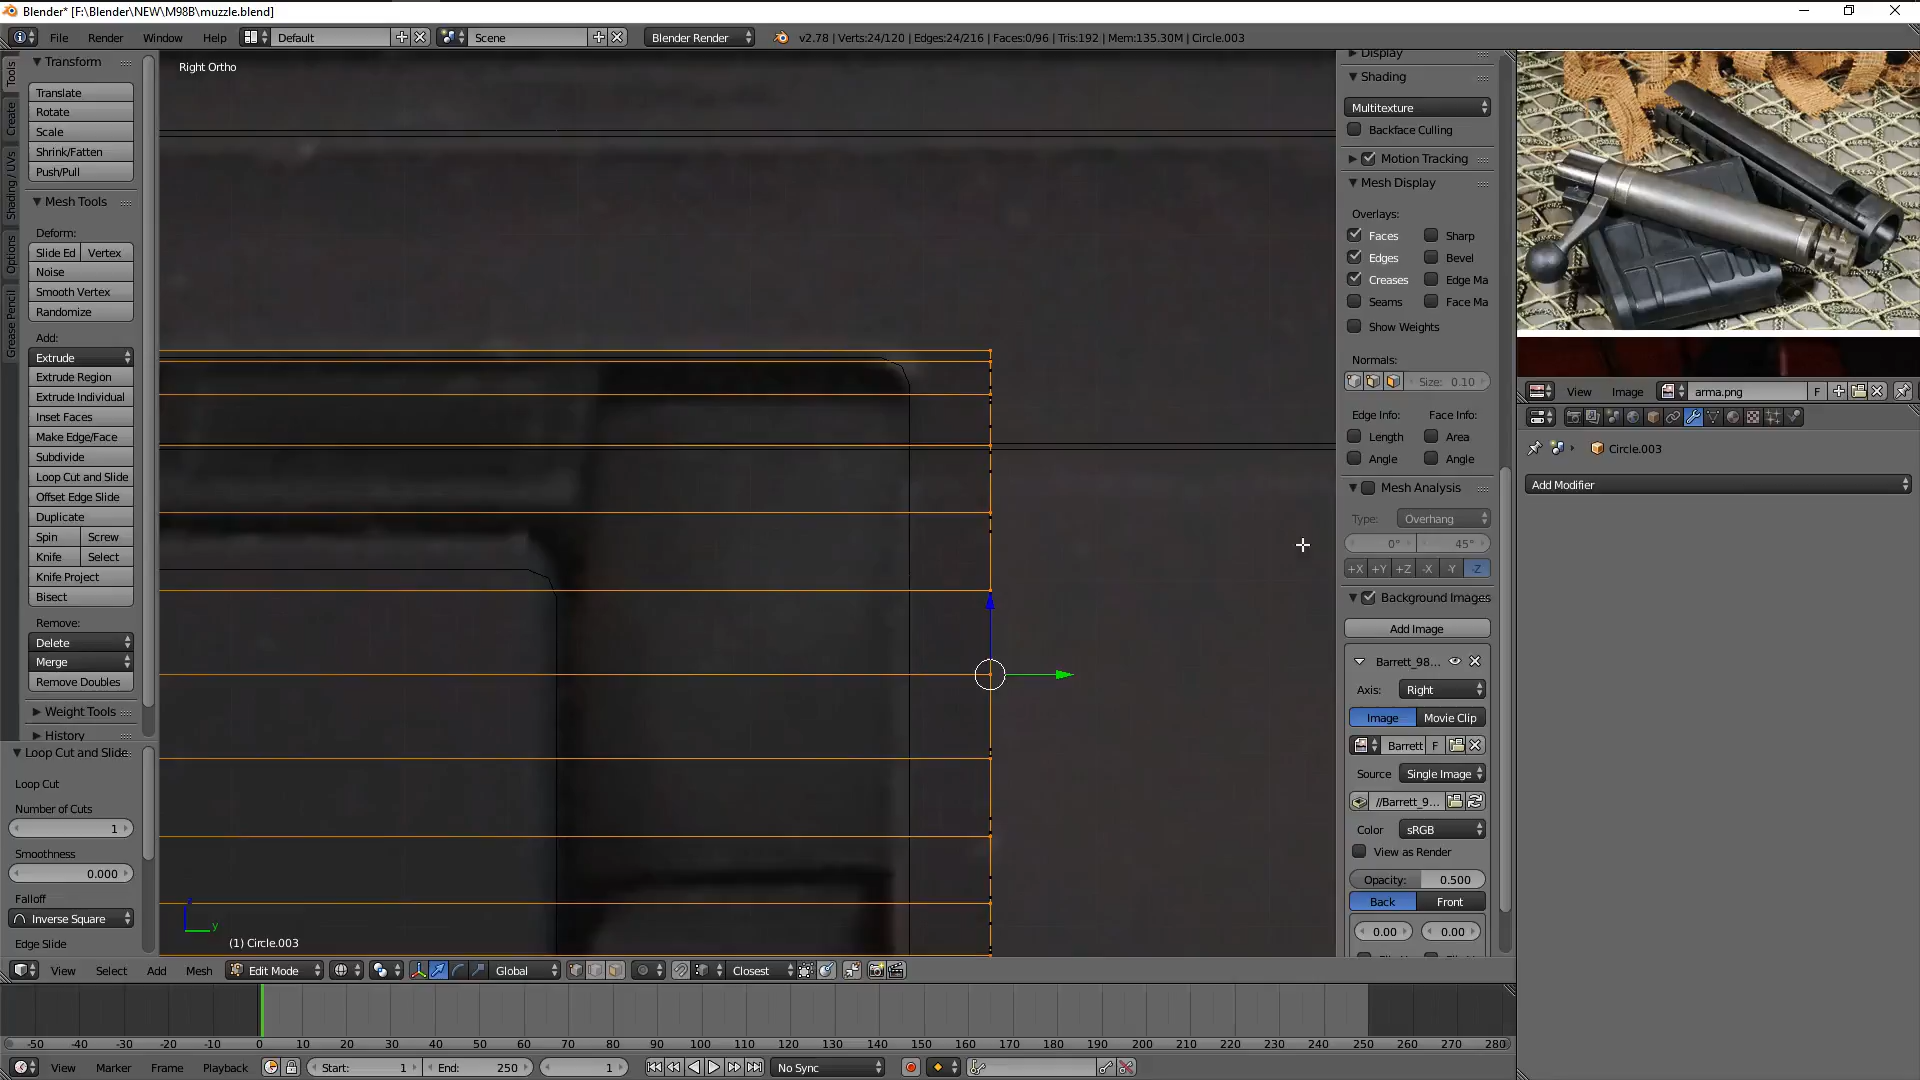 Blender* [F:\Blender\NEW\M98B\muzzle.blend]
File Render Window Help Default Scene Blender Render v2.78 | Verts:24/120 | Edges:24/216 | Faces:0/96 | Tris:192 | Mem:135.30M | Circle.003
Tools
Create
Shading / UVs
Options
Grease Pencil
Transform
Translate
Rotate
Scale
Shrink/Fatten
Push/Pull
Mesh Tools
Deform:
Slide Ed Vertex
Noise
Smooth Vertex
Randomize
Add:
Extrude
Extrude Region
Extrude Individual
Inset Faces
Make Edge/Face
Subdivide
Loop Cut and Slide
Offset Edge Slide
Duplicate
Spin Screw
Knife Select
Knife Project
Bisect
Remove:
Delete
Merge
Remove Doubles
Weight Tools
History
Loop Cut and Slide
Loop Cut
Number of Cuts
1
Smoothness
0.000
Falloff
Inverse Square
Edge Slide
Right Ortho
y
(1) Circle.003
Display
Shading
Multitexture
Backface Culling
Motion Tracking
Mesh Display
Overlays:
Faces Sharp
Edges Bevel
Creases Edge Ma
Seams Face Ma
Show Weights
Normals:
Size: 0.10
Edge Info: Face Info:
Length Area
Angle Angle
Mesh Analysis
Type: Overhang
0° 45°
+X +Y +Z -X -Y -Z
Background Images
Add Image
Barrett_98...
Axis: Right
Image Movie Clip
Barrett F
Source Single Image
//Barrett_9...
Color sRGB
View as Render
Opacity: 0.500
Back Front
0.00 0.00
View Image arma.png F
Circle.003
Add Modifier
View Select Add Mesh Edit Mode Global Closest
-50 -40 -30 -20 -10 0 10 20 30 40 50 60 70 80 90 100 110 120 130 140 150 160 170 180 190 200 210 220 230 240 250 260 270 280
View Marker Frame Playback Start: 1 End: 250 1 No Sync